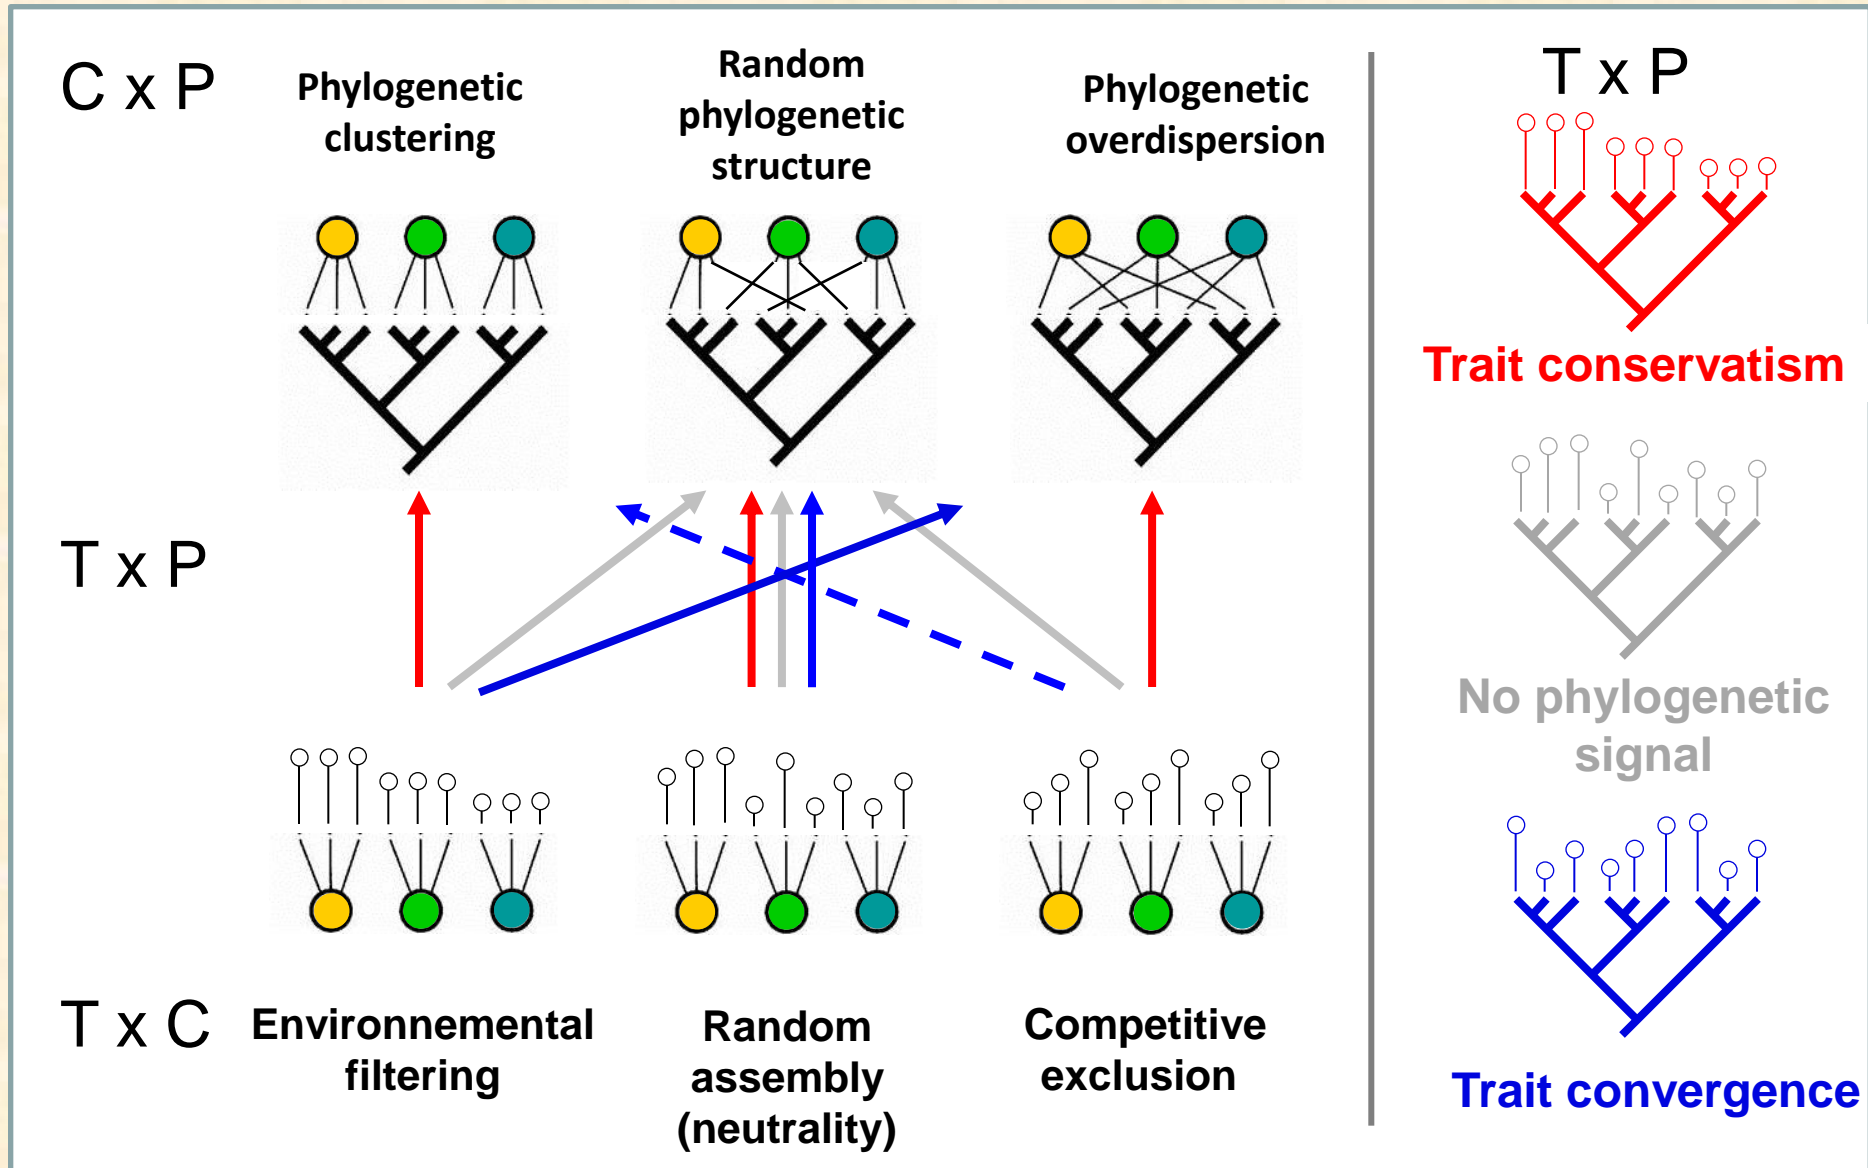 C x P
Phylogenetic
clustering
Random
phylogenetic
structure
Phylogenetic
overdispersion
T x P
Trait conservatism
T x P
No phylogenetic
signal
T x C
Environnemental
filtering
Random
assembly
(neutrality)
Competitive
exclusion
Trait convergence